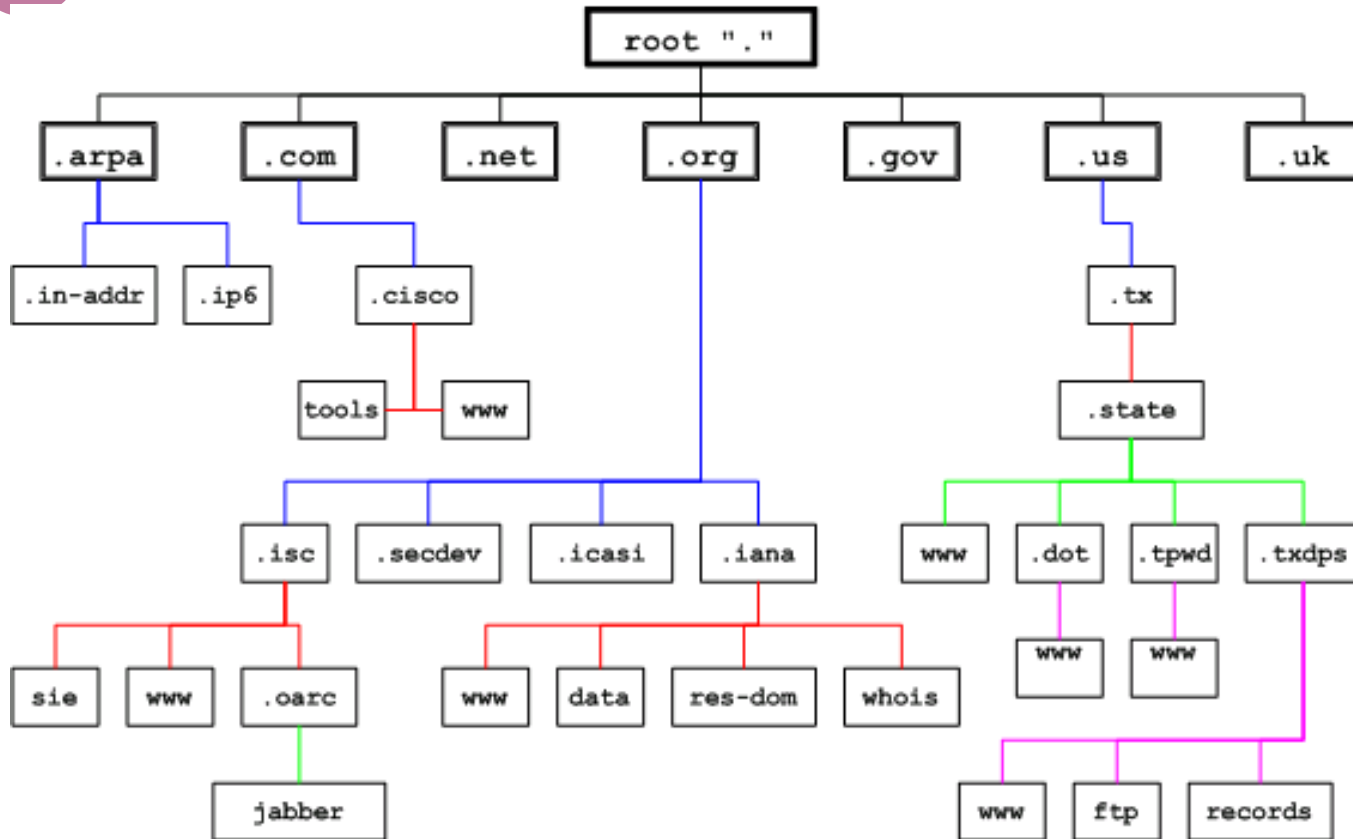 root "."
.arpa .com .net .org .gov .us .uk
.in-addr .ip6 .cisco .tx
tools www .state
.isc .secdev .icasi .iana www .dot .tpwd .txdps
www www
sie www .oarc www data res-dom whois
jabber www ftp records